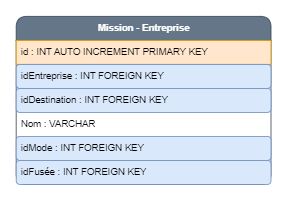 Mission - Entreprise
id : INT AUTO INCREMENT PRIMARY KEY
idEntreprise : INT FOREIGN KEY
idDestination : INT FOREIGN KEY
Nom : VARCHAR
idMode : INT FOREIGN KEY
idFusée : INT FOREIGN KEY